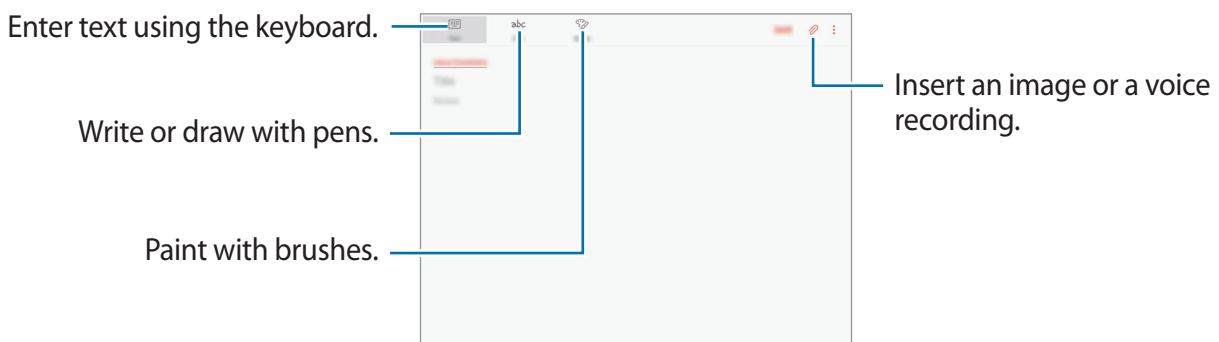 Enter text using the keyboard.
abc
Insert an image or a voice
recording.
Title
Write or draw with pens.
Paint with brushes.